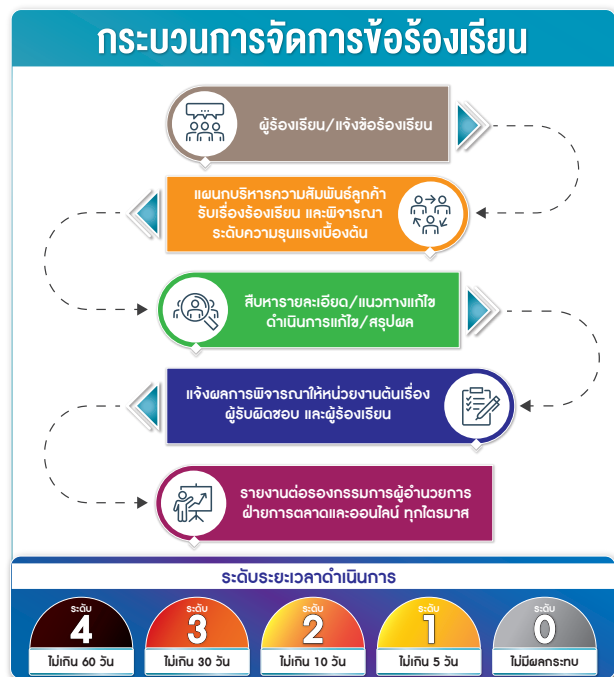 กระบวนการจัดการข้อร้องเรียน
ผู้ร้องเรียน/แจ้งข้อร้องเรียน
แผนกบริหารความสัมพันธ์ลูกค้า
รับเรื่องร้องเรียน และพิจารณา
ระดับความรุนแรงเบื้องต้น
สืบหารายละเอียด/แนวทางแก้ไข
ดำเนินการแก้ไข/สรุปผล
แจ้งผลการพิจารณาให้หน่วยงานต้นเรื่อง
ผู้รับผิดชอบ และผู้ร้องเรียน
รายงานต่อรองกรรมการผู้อำนวยการ
ฝ่ายการตลาดและออนไลน์ ทุกไตรมาส
ระดับระยะเวลาดำเนินการ
ระดับ ระดับ ระดับ ระดับ ระดับ
4 3 2 1 0
ไม่เกิน 60 วัน ไม่เกิน 30 วัน ไม่เกิน 10 วัน ไม่เกิน 5 วัน ไม่มีผลกระทบ